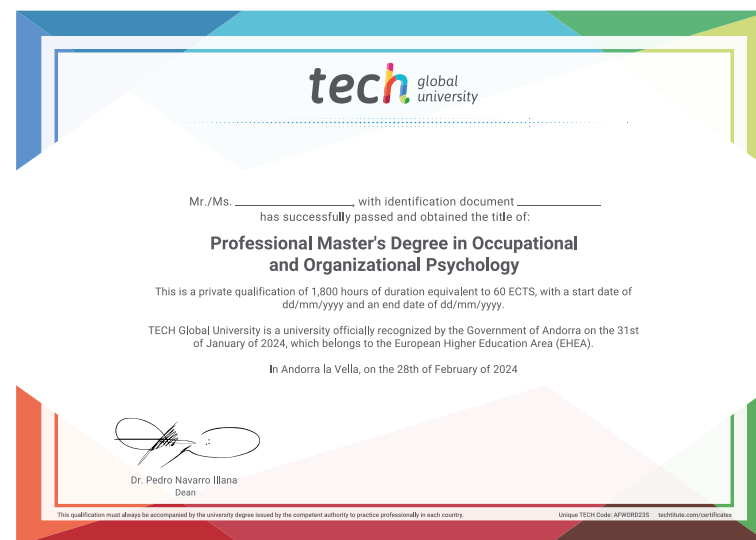 tech global
university
Mr./Ms. ____________, with identification document ____________
has successfully passed and obtained the title of:
Professional Master's Degree in Occupational
and Organizational Psychology
This is a private qualification of 1,800 hours of duration equivalent to 60 ECTS, with a start date of
dd/mm/yyyy and an end date of dd/mm/yyyy.
TECH Global University is a university officially recognized by the Government of Andorra on the 31st
of January of 2024, which belongs to the European Higher Education Area (EHEA).
In Andorra la Vella, on the 28th of February of 2024
Dr. Pedro Navarro Illana
Dean
This qualification must always be accompanied by the university degree issued by the competent authority to practice professionally in each country. Unique TECH Code: AFWORD23S techtitute.com/certificates